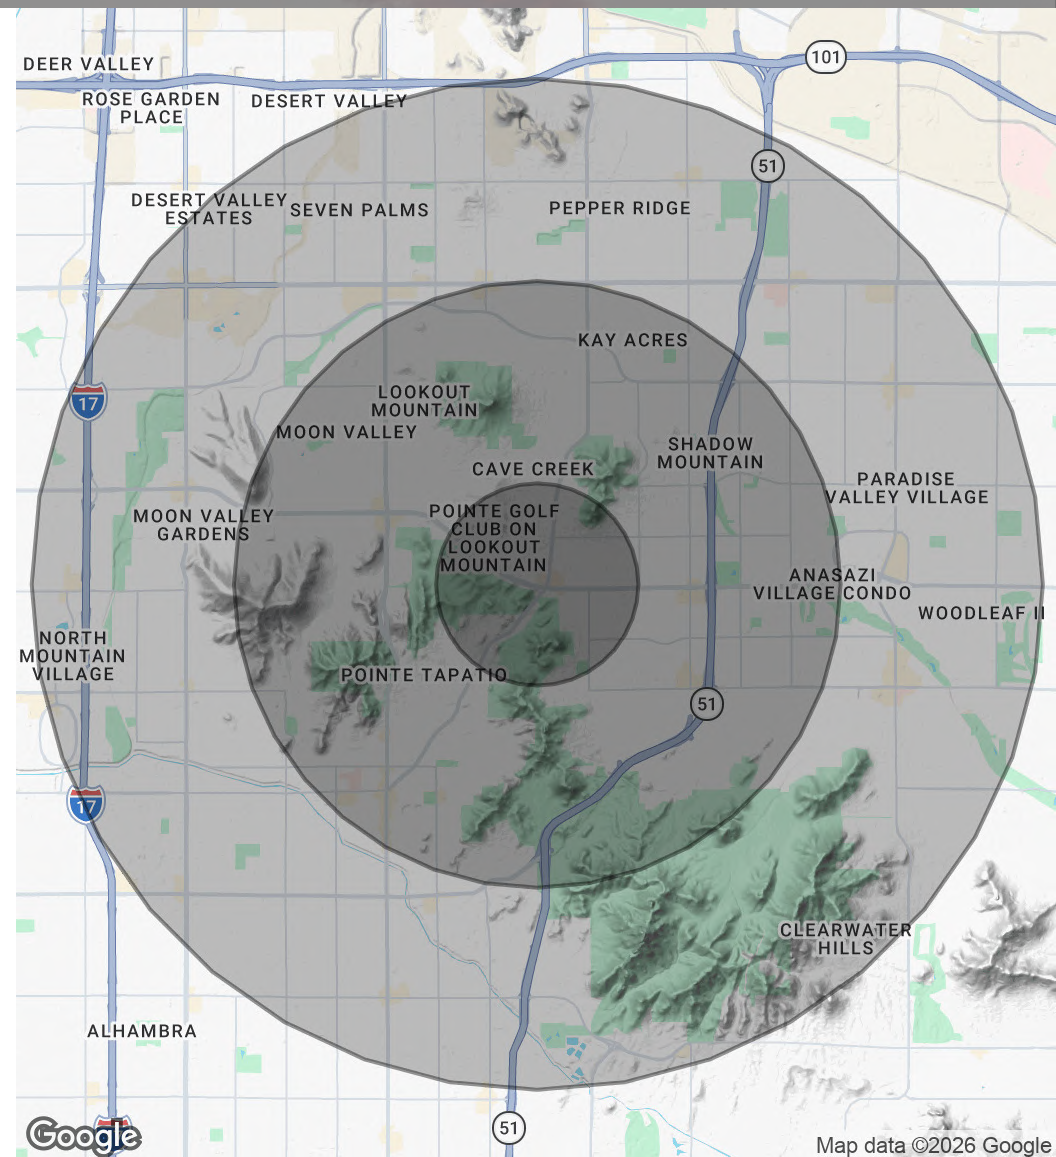 DEER VALLEY
101
ROSE GARDEN
PLACE
DESERT VALLEY
51
DESERT VALLEY
ESTATES
SEVEN PALMS
PEPPER RIDGE
KAY ACRES
LOOKOUT
MOUNTAIN
17
MOON VALLEY
SHADOW
MOUNTAIN
CAVE CREEK
PARADISE
VALLEY VILLAGE
POINTE GOLF
CLUB ON
LOOKOUT
MOUNTAIN
MOON VALLEY
GARDENS
ANASAZI
VILLAGE CONDO
WOODLEAF II
NORTH
MOUNTAIN
VILLAGE
POINTE TAPATIO
51
17
CLEARWATER
HILLS
ALHAMBRA
51
Google
Map data ©2026 Google